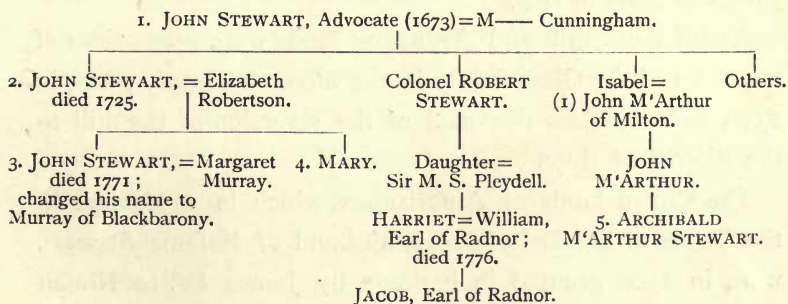 1. JOHN STEWART, Advocate (1673)=M—— Cunningham.
2. JOHN STEWART, = Elizabeth
died 1725. Robertson.
Colonel ROBERT
STEWART.
Isabel=
(1) John M'Arthur
of Milton.
Others.
3. JOHN STEWART, =Margaret
died 1771; Murray.
changed his name to
Murray of Blackbarony.
4. MARY.
Daughter=
Sir M. S. Pleydell.
JOHN
M'ARTHUR.
HARRIET=William,
Earl of Radnor;
died 1776.
5. ARCHIBALD
M'ARTHUR STEWART.
JACOB, Earl of Radnor.